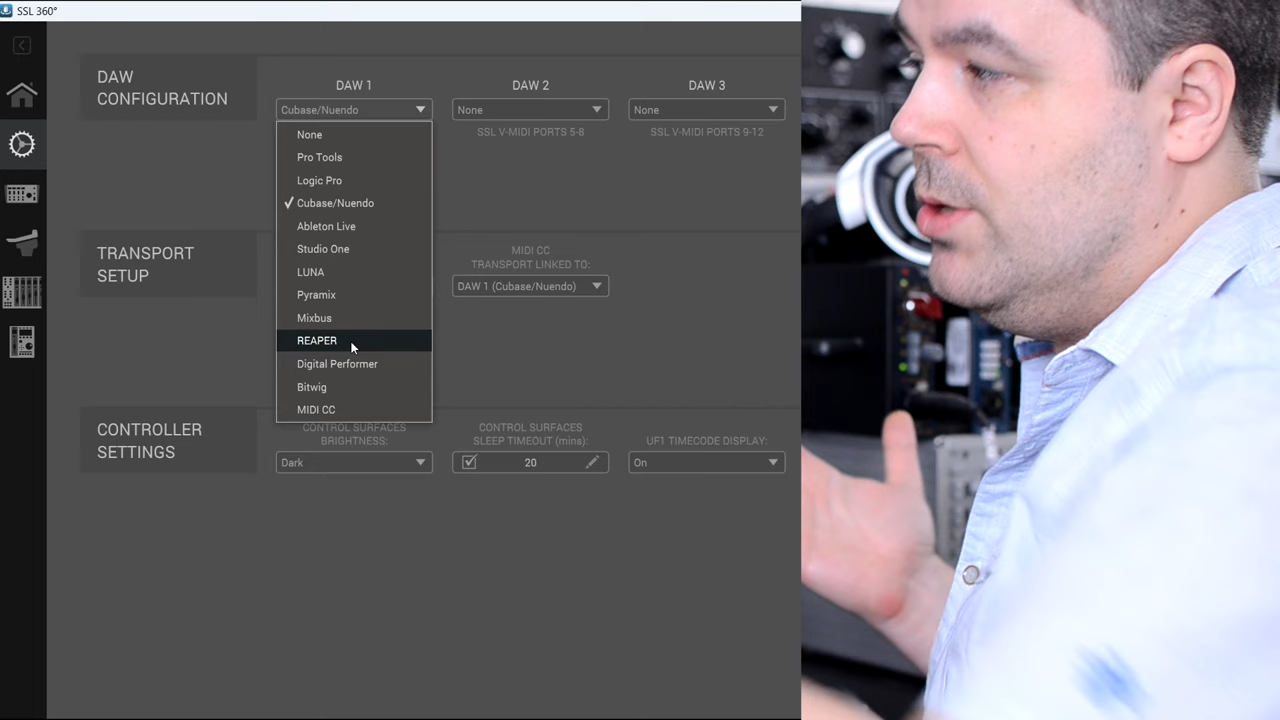 SSL 360°
DAW
CONFIGURATION
DAW 1
DAW 2
DAW 3
Cubase/Nuendo
None
None
SSL V-MIDI PORTS 5-8
SSL V-MIDI PORTS 9-12
None
Pro Tools
Logic Pro
Cubase/Nuendo
Ableton Live
Studio One
LUNA
Pyramix
Mixbus
REAPER
Digital Performer
Bitwig
MIDI CC
TRANSPORT
SETUP
MIDI CC
TRANSPORT LINKED TO:
DAW 1 (Cubase/Nuendo)
CONTROLLER
SETTINGS
CONTROL SURFACES
BRIGHTNESS:
Dark
CONTROL SURFACES
SLEEP TIMEOUT (mins):
20
UF1 TIMECODE DISPLAY:
On